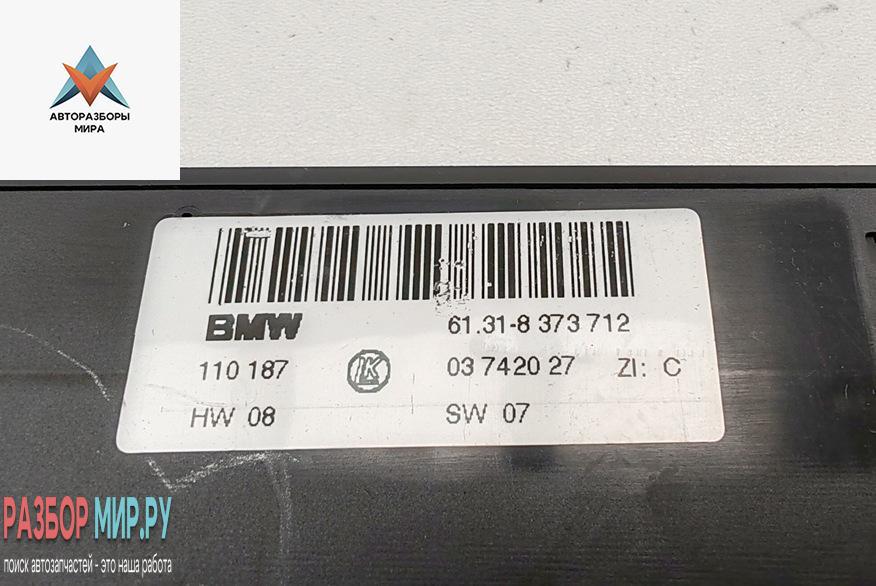 АВТОРАЗБОРЫ
МИРА
BMW 61.31-8 373 712
110 187 LK 03 7420 27 ZI: C
HW 08 SW 07
РАЗБОР МИР.РУ
поиск автозапчастей - это наша работа